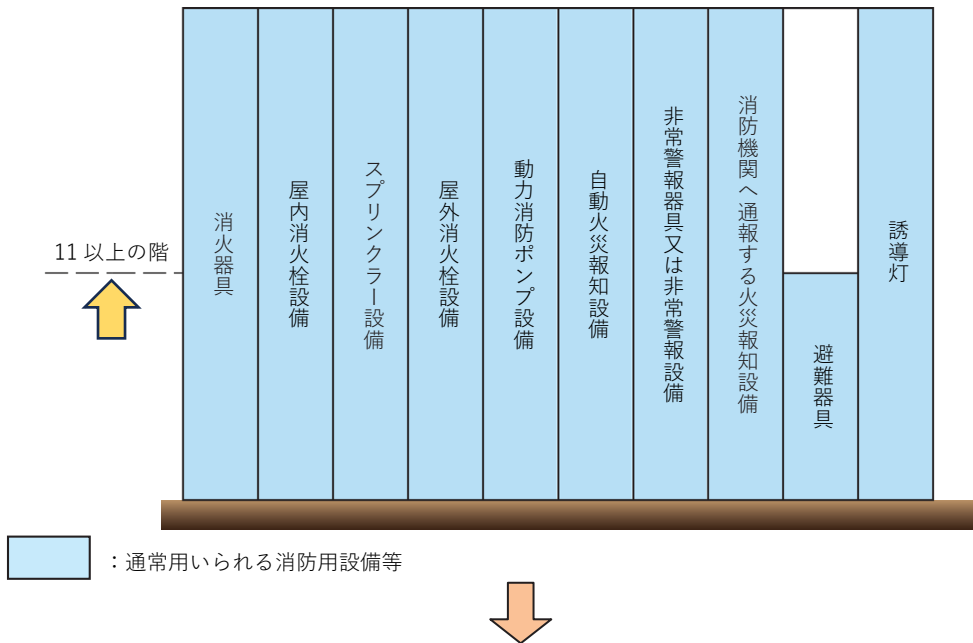 11 以上の階
消火器具
屋内消火栓設備
スプリンクラー設備
屋外消火栓設備
動力消防ポンプ設備
自動火災報知設備
非常警報器具又は非常警報設備
消防機関へ通報する火災報知設備
避難器具
誘導灯
：通常用いられる消防用設備等